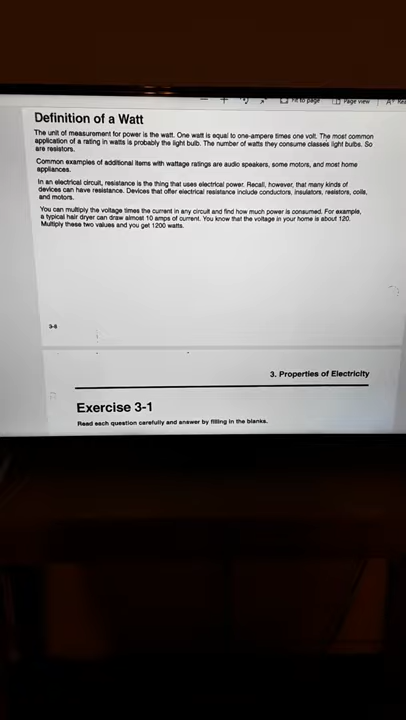 Fit to page
Page view
Definition of a Watt
The unit of measurement for power is the watt. One watt is equal to one-ampere times one volt. The most common
application of a rating in watts is probably the light bulb. The number of watts they consume classes light bulbs. So
are resistors.
Common examples of additional items with wattage ratings are audio speakers, some motors, and most home
appliances.
In an electrical circuit, resistance is the thing that uses electrical power. Recall, however, that many kinds of
devices can have resistance. Devices that offer electrical resistance include conductors, insulators, resistors, coils,
and motors.
You can multiply the voltage times the current in any circuit and find how much power is consumed. For example,
a typical hair dryer can draw almost 10 amps of current. You know that the voltage in your home is about 120.
Multiply these two values and you get 1200 watts.
3-8
3. Properties of Electricity
Exercise 3-1
Read each question carefully and answer by filling in the blanks.